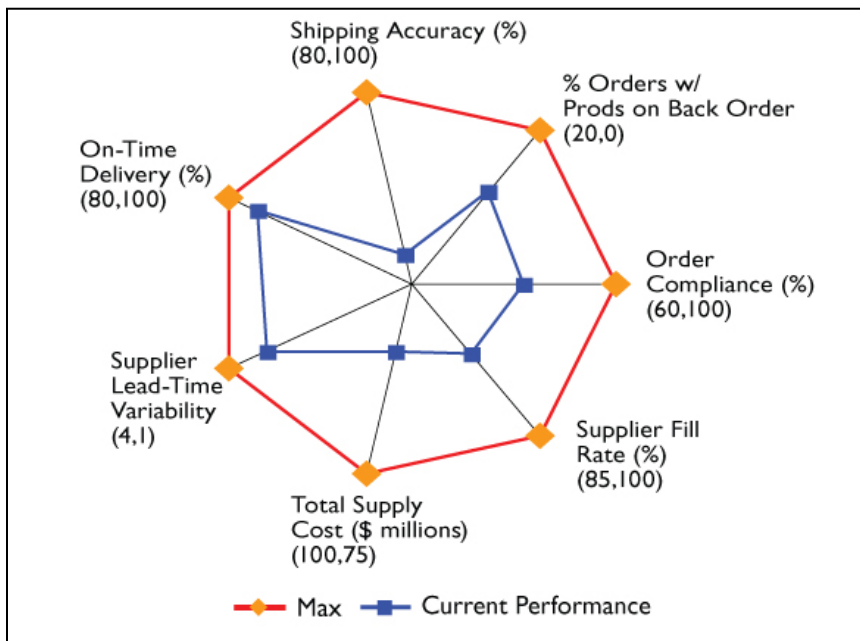 Shipping Accuracy (%)
(80,100)
% Orders w/
Prods on Back Order
(20,0)
On-Time
Delivery (%)
(80,100)
Order
Compliance (%)
(60,100)
Supplier
Lead-Time
Variability
(4,1)
Supplier Fill
Rate (%)
(85,100)
Total Supply
Cost ($ millions)
(100,75)
Max
Current Performance